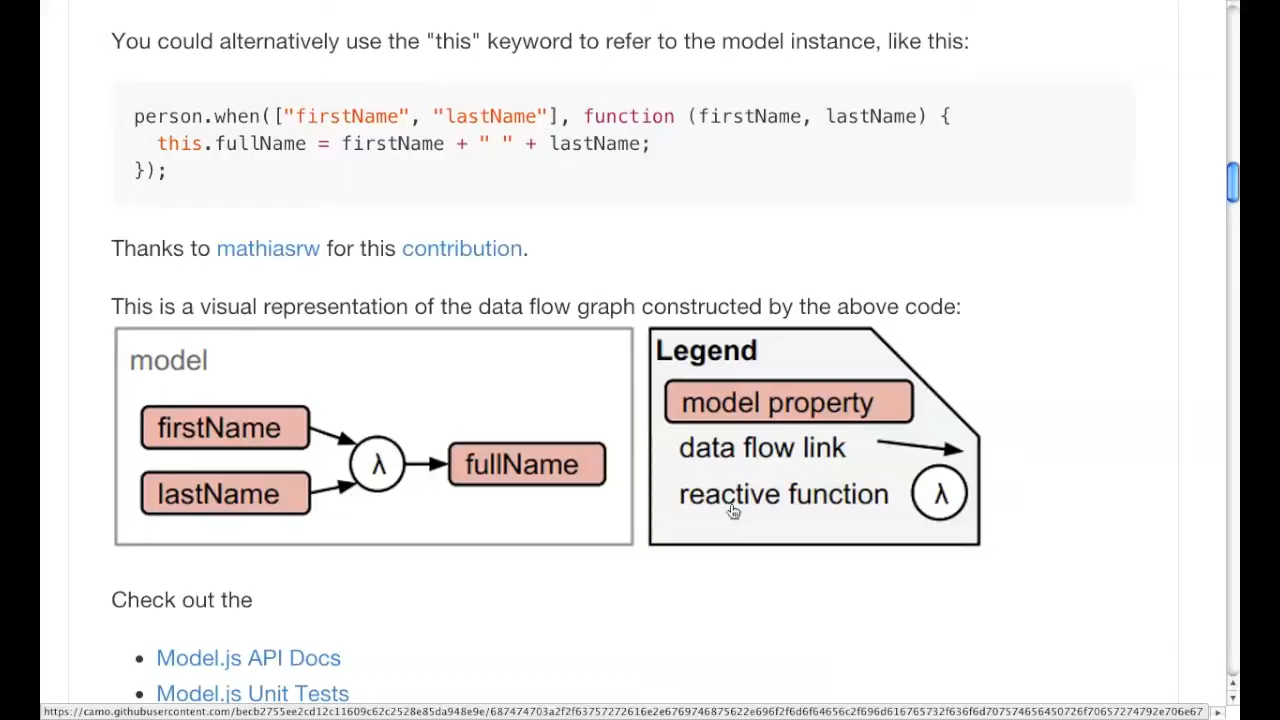 You could alternatively use the "this" keyword to refer to the model instance, like this:
person.when(["firstName", "lastName"], function (firstName, lastName) {
this.fullName = firstName + " " + lastName;
});
Thanks to mathiasrw for this contribution.
This is a visual representation of the data flow graph constructed by the above code:
model
firstName
lastName
λ
fullName
Legend
model property
data flow link
reactive function λ
Check out the
• Model.js API Docs
• Model.js Unit Tests